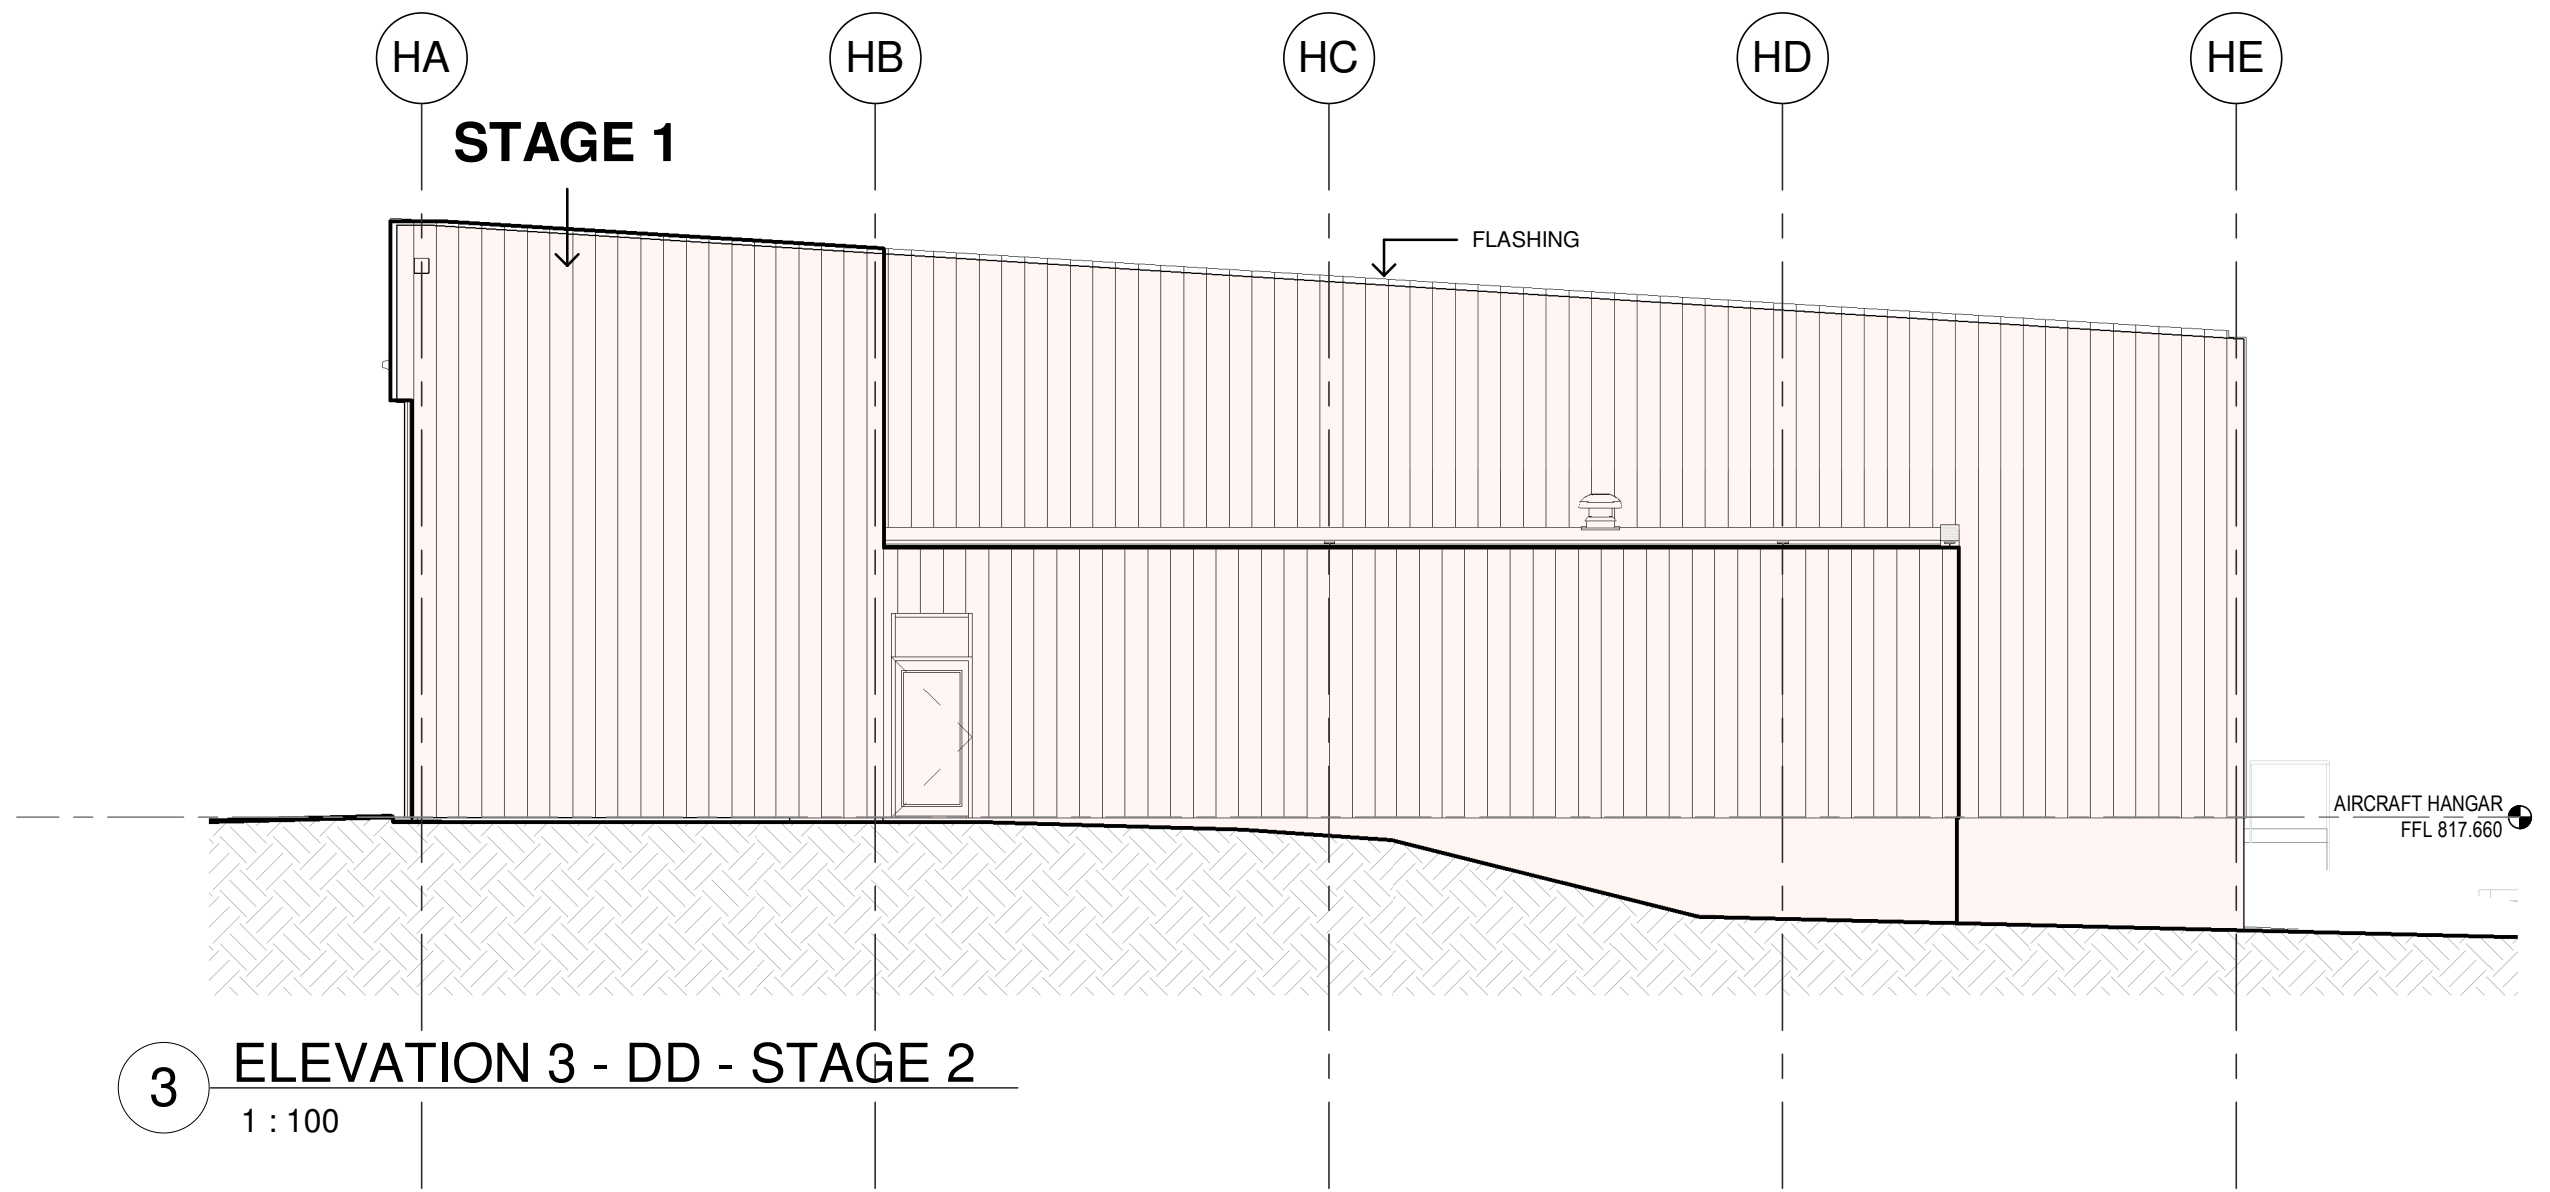 HA
HB
HC
HD
HE
STAGE 1
FLASHING
AIRCRAFT HANGAR
FFL 817.660
3
ELEVATION 3 - DD - STAGE 2
1 : 100